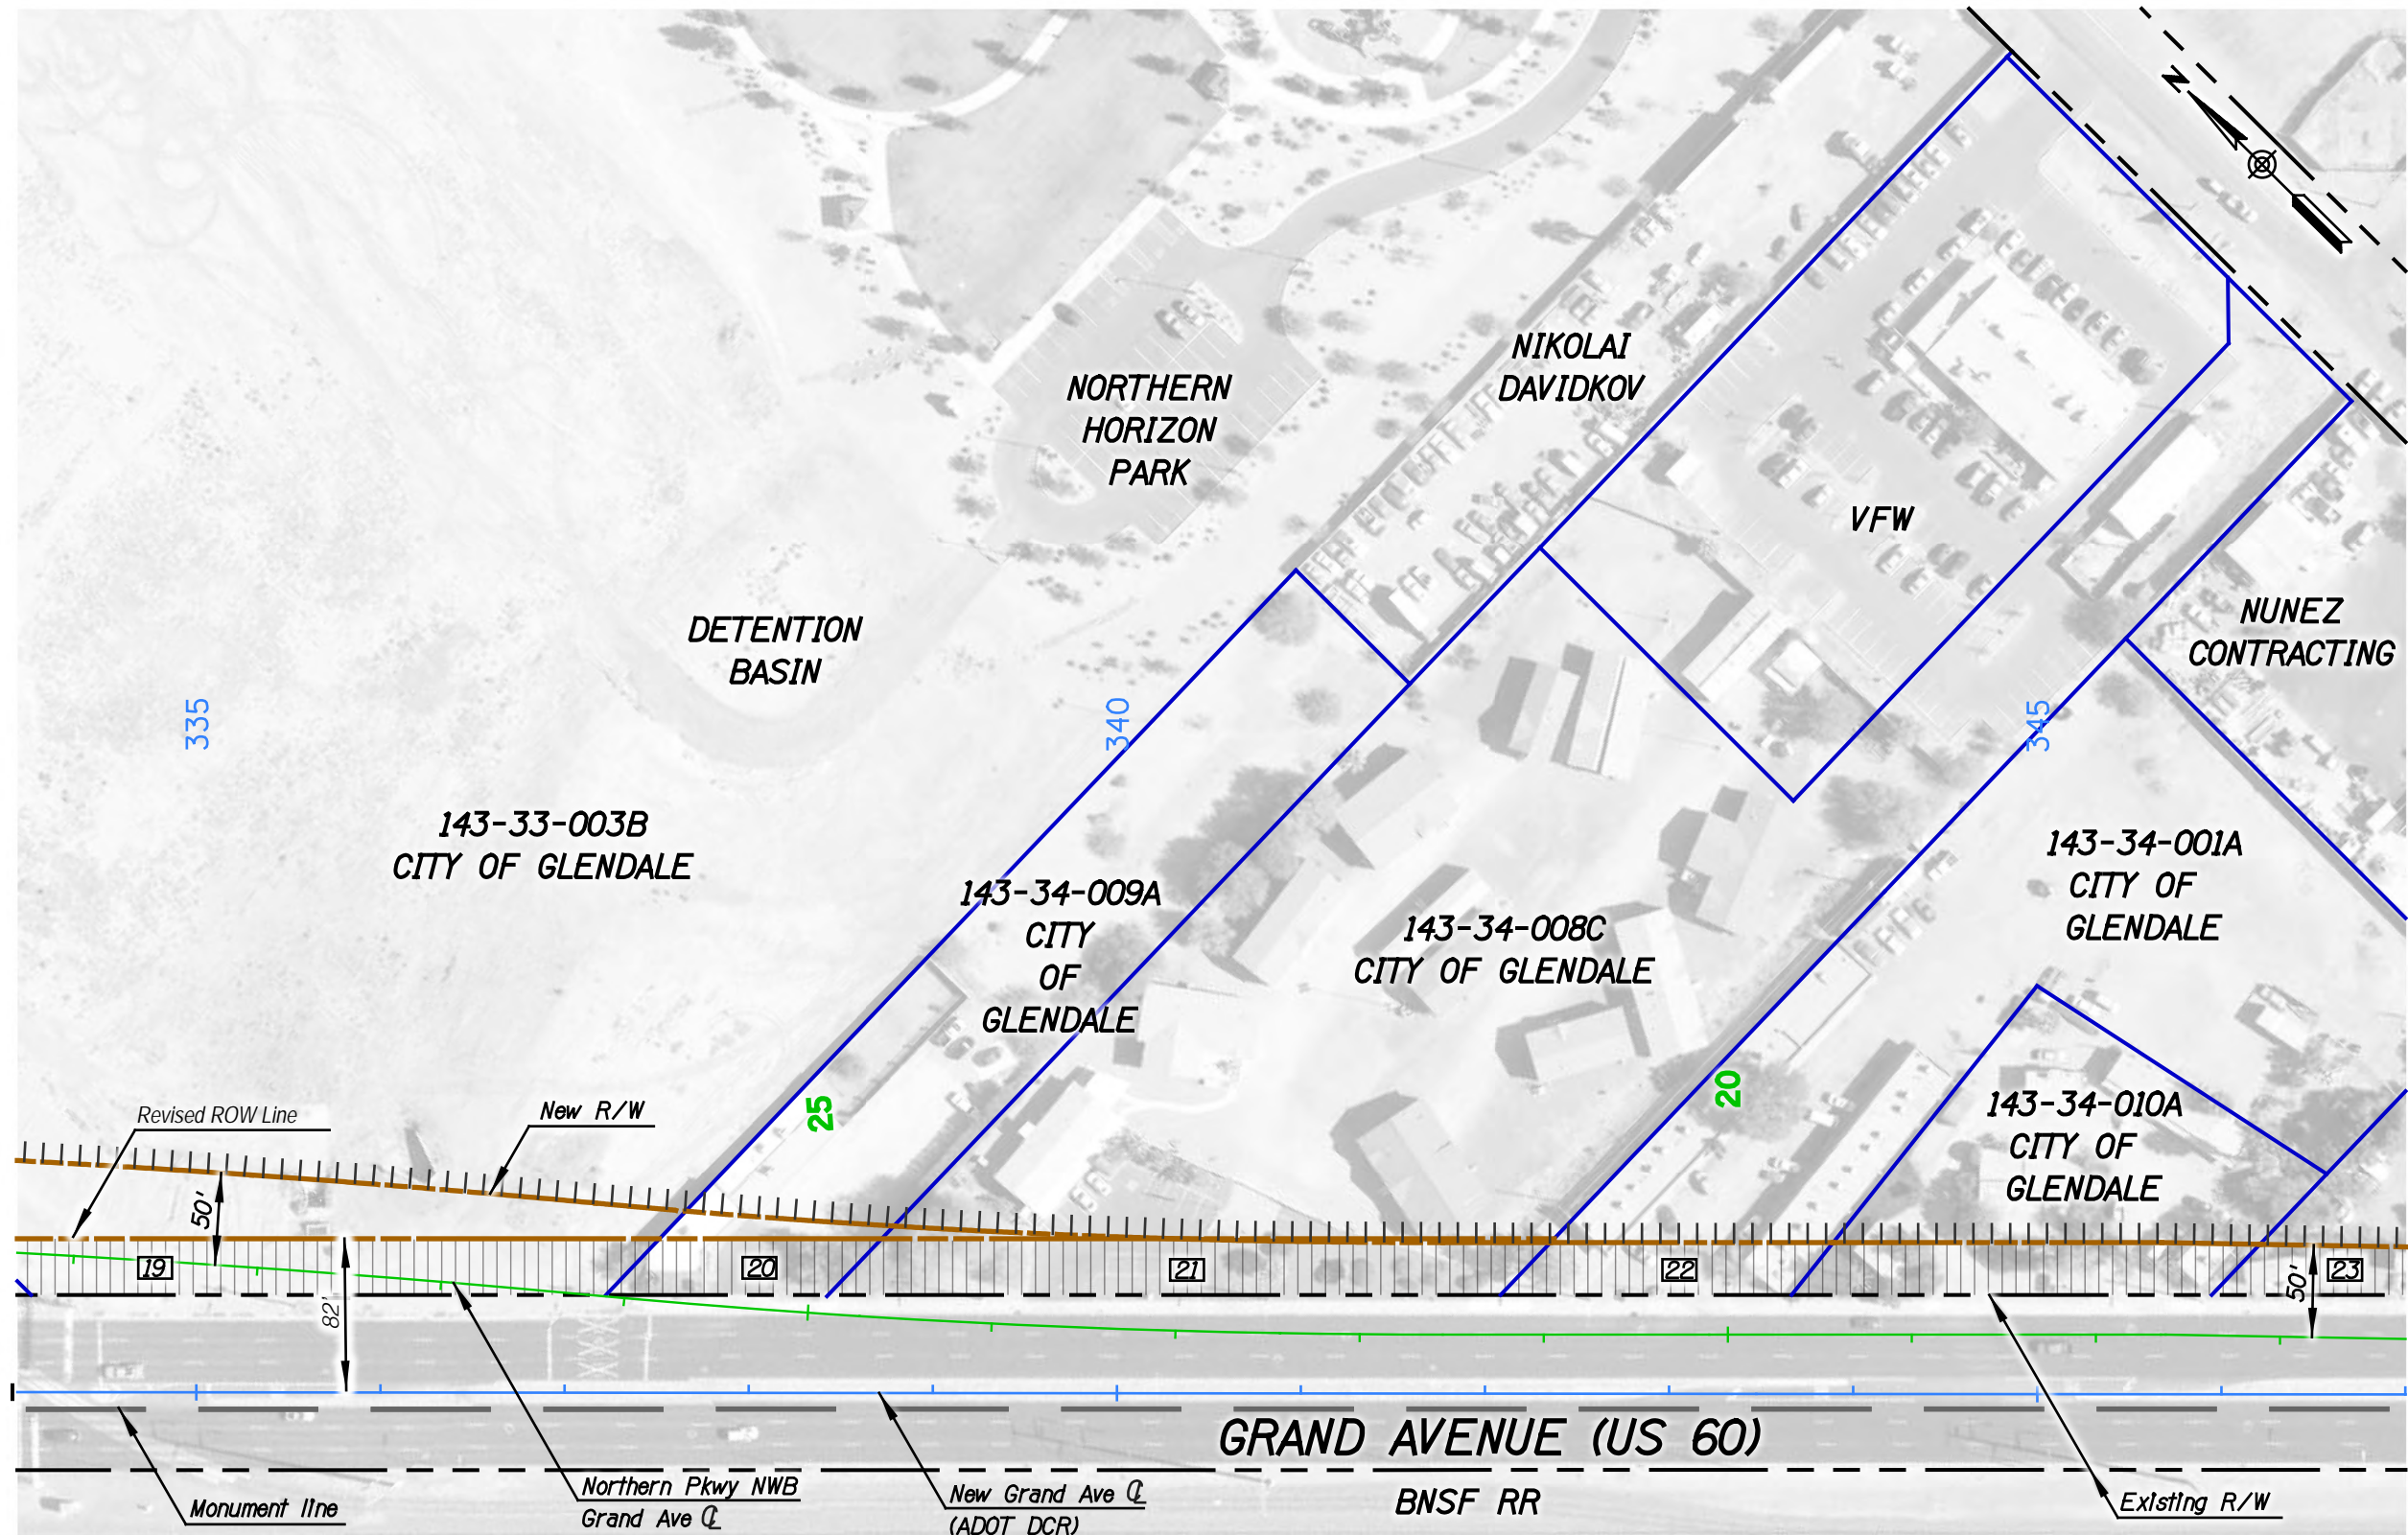 N
NIKOLAI
DAVIDKOV
NORTHERN
HORIZON
PARK
VFW
NUNEZ
CONTRACTING
DETENTION
BASIN
335
340
345
143-33-003B
CITY OF GLENDALE
143-34-009A
CITY
OF
GLENDALE
143-34-008C
CITY OF GLENDALE
143-34-001A
CITY OF
GLENDALE
143-34-010A
CITY OF
GLENDALE
25
20
Revised ROW Line
New R/W
50'
82'
50'
19
20
21
22
23
GRAND AVENUE (US 60)
BNSF RR
Monument line
Northern Pkwy NWB
Grand Ave ℄
New Grand Ave ℄
(ADOT DCR)
Existing R/W